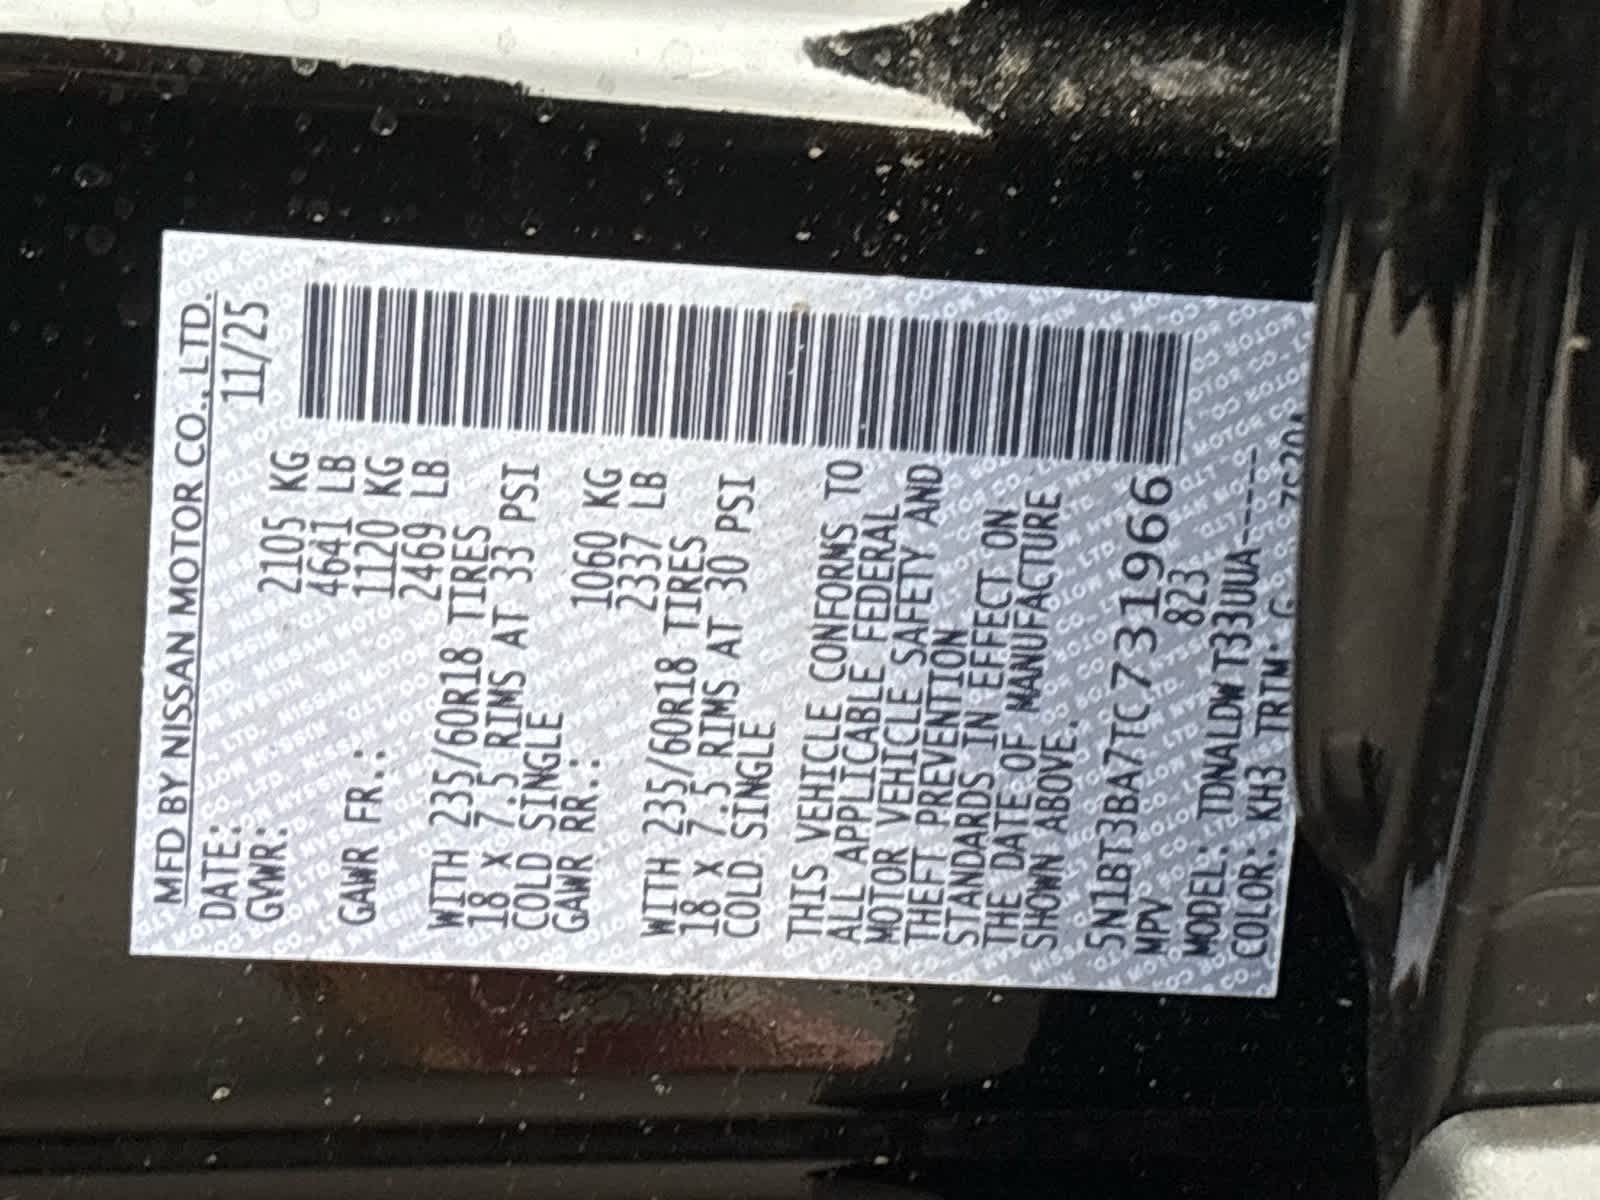 MFD BY NISSAN MOTOR CO., LTD.
DATE: 11/25
GVWR: 2105 KG
4641 LB
GAWR FR.: 1120 KG
2469 LB
WITH 235/60R18 TIRES
18 X 7.5 RIMS AT 33 PSI
COLD SINGLE
GAWR RR.: 1060 KG
2337 LB
WITH 235/60R18 TIRES
18 X 7.5 RIMS AT 30 PSI
COLD SINGLE
THIS VEHICLE CONFORMS TO
ALL APPLICABLE FEDERAL
MOTOR VEHICLE SAFETY AND
THEFT PREVENTION
STANDARDS IN EFFECT ON
THE DATE OF MANUFACTURE
SHOWN ABOVE.
5N1BT3BA7TC731966
MPV 823
MODEL: TDNALDWT33UUA-----
COLOR: KH3 TRIM: G